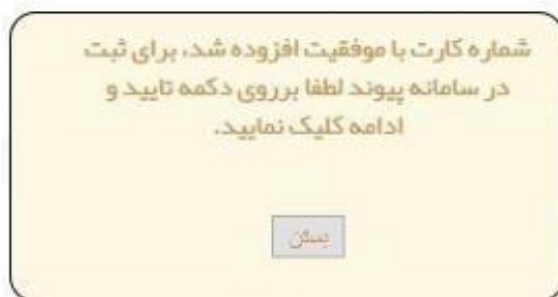 شماره کارت با موفقیت افزوده شد، برای ثبت
در سامانه پیوند لطفا برروی دکمه تایید و
ادامه کلیک نمایید.
بستن